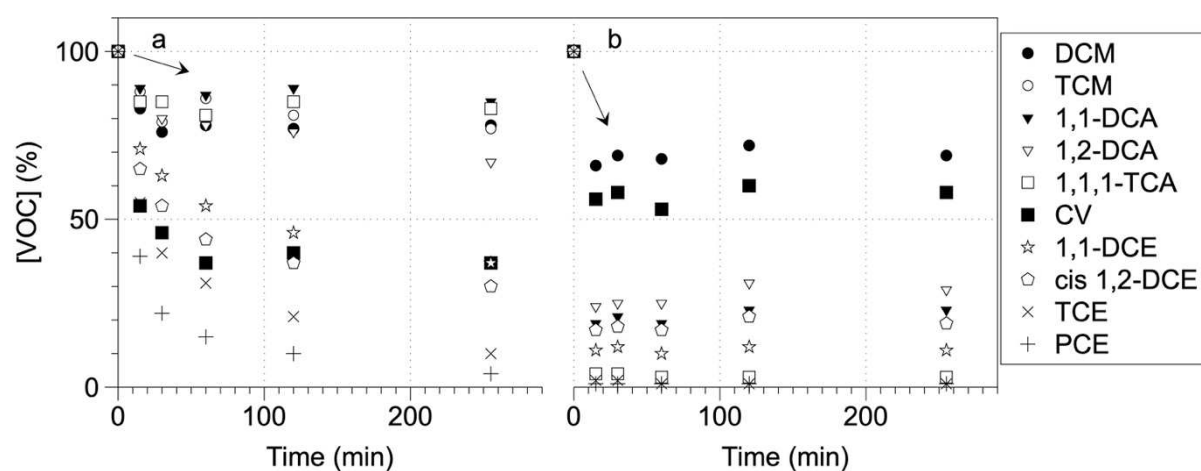 a
b
[VOC] (%)
100
50
0
0
100
200
Time (min)
0
100
200
Time (min)
DCM
TCM
1,1-DCA
1,2-DCA
1,1,1-TCA
CV
1,1-DCE
cis 1,2-DCE
TCE
PCE